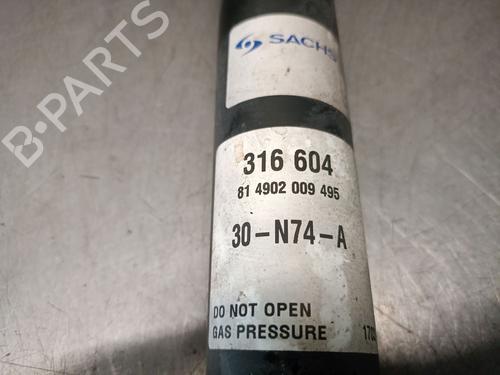 SACHS
B-PARTS
316 604
81 4902 009 495
30-N74-A
DO NOT OPEN
GAS PRESSURE